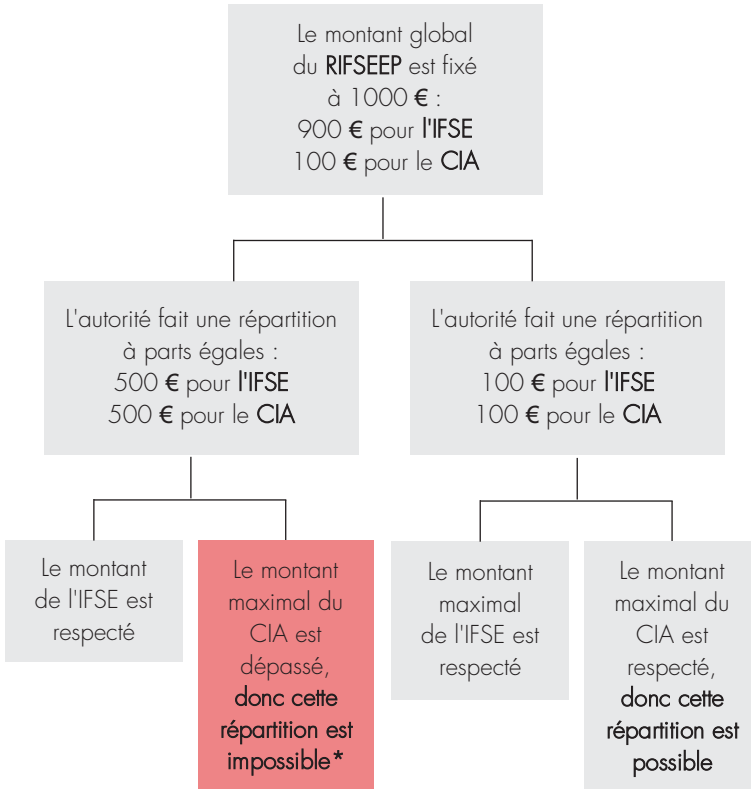 Le montant global
du RIFSEEP est fixé
à 1000 € :
900 € pour l'IFSE
100 € pour le CIA
L'autorité fait une répartition
à parts égales :
500 € pour l'IFSE
500 € pour le CIA
L'autorité fait une répartition
à parts égales :
100 € pour l'IFSE
100 € pour le CIA
Le montant
de l'IFSE est
respecté
Le montant
maximal du
CIA est
dépassé,
donc cette
répartition est
impossible*
Le montant
maximal
de l'IFSE est
respecté
Le montant
maximal du
CIA est
respecté,
donc cette
répartition est
possible